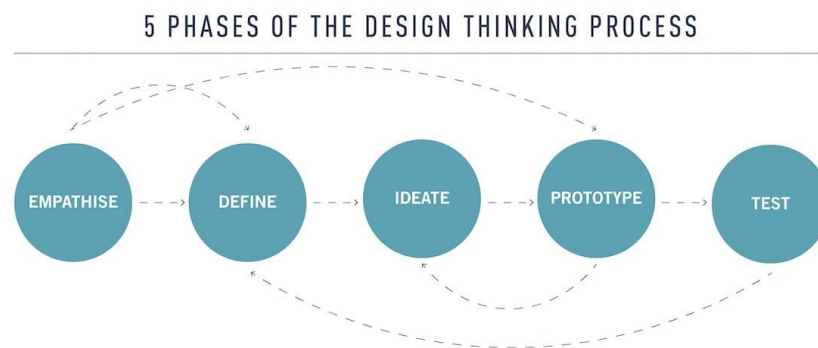 5 PHASES OF THE DESIGN THINKING PROCESS
EMPATHISE
DEFINE
IDEATE
PROTOTYPE
TEST